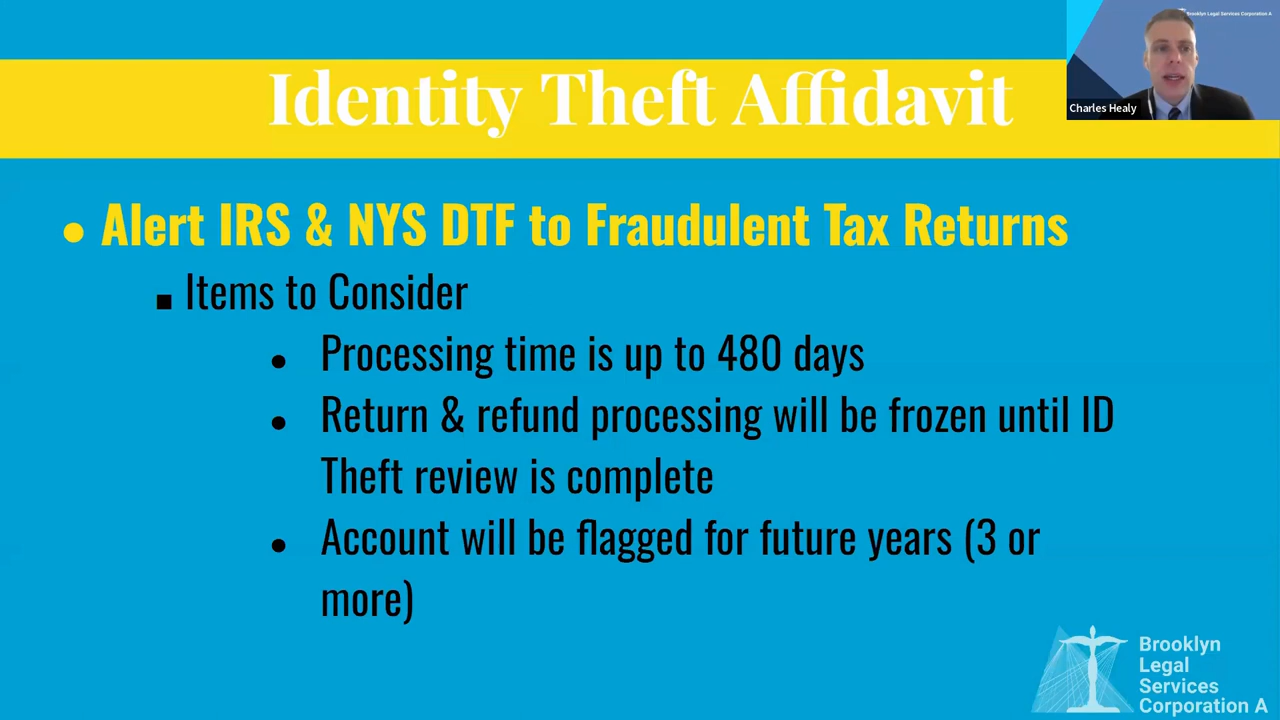 Brooklyn Legal Services Corporation A
Charles Healy
Identity Theft Affidavit
• Alert IRS & NYS DTF to Fraudulent Tax Returns
■ Items to Consider
• Processing time is up to 480 days
• Return & refund processing will be frozen until ID
Theft review is complete
• Account will be flagged for future years (3 or
more)
Brooklyn
Legal
Services
Corporation A